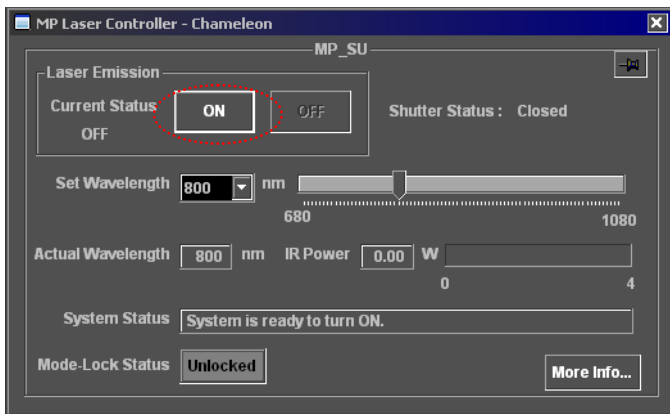 MP Laser Controller - Chameleon
MP_SU
Laser Emission
Current Status
OFF
ON
OFF
Shutter Status : Closed
Set Wavelength 800 nm
680 1080
Actual Wavelength 800 nm IR Power 0.00 W
0 4
System Status System is ready to turn ON.
Mode-Lock Status Unlocked
More Info...